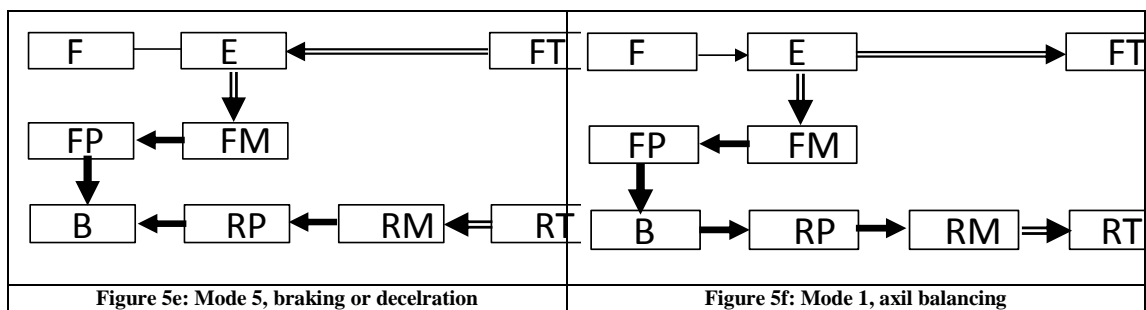 F E FT
FP FM
B RP RM RT
Figure 5e: Mode 5, braking or decelration
F E FT
FP FM
B RP RM RT
Figure 5f: Mode 1, axil balancing